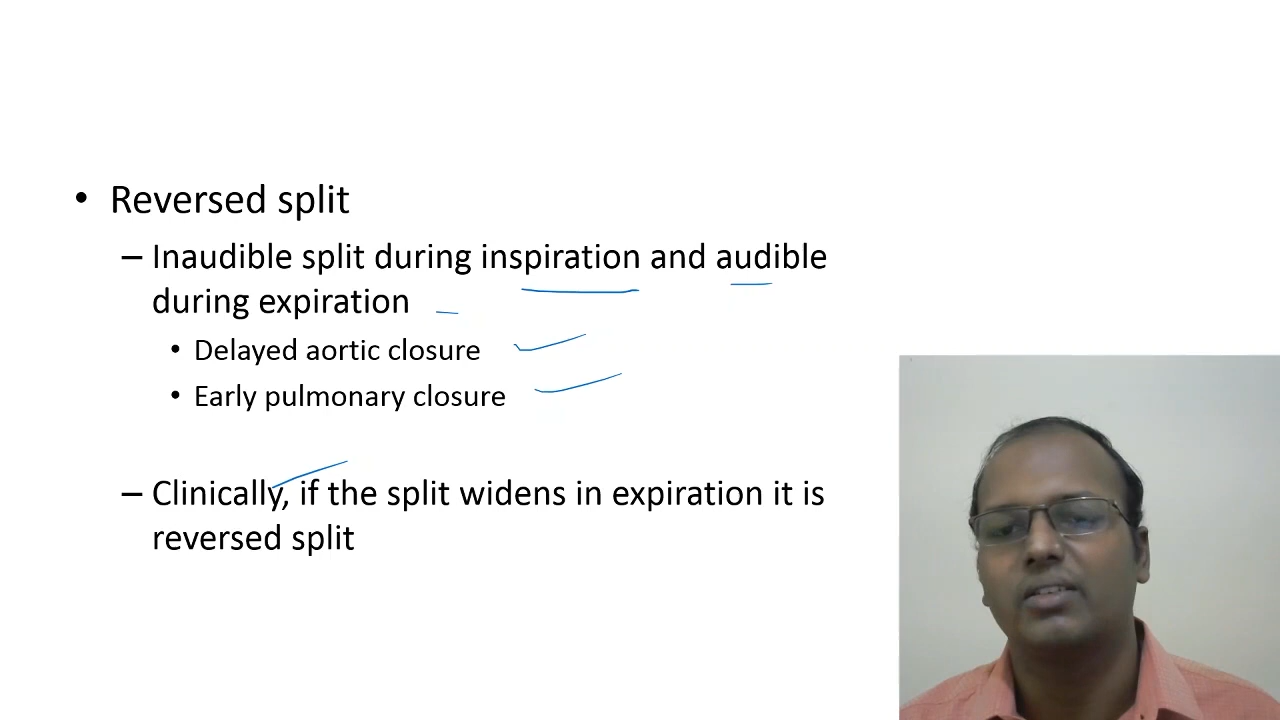 • Reversed split
– Inaudible split during inspiration and audible
during expiration
• Delayed aortic closure
• Early pulmonary closure
– Clinically, if the split widens in expiration it is
reversed split